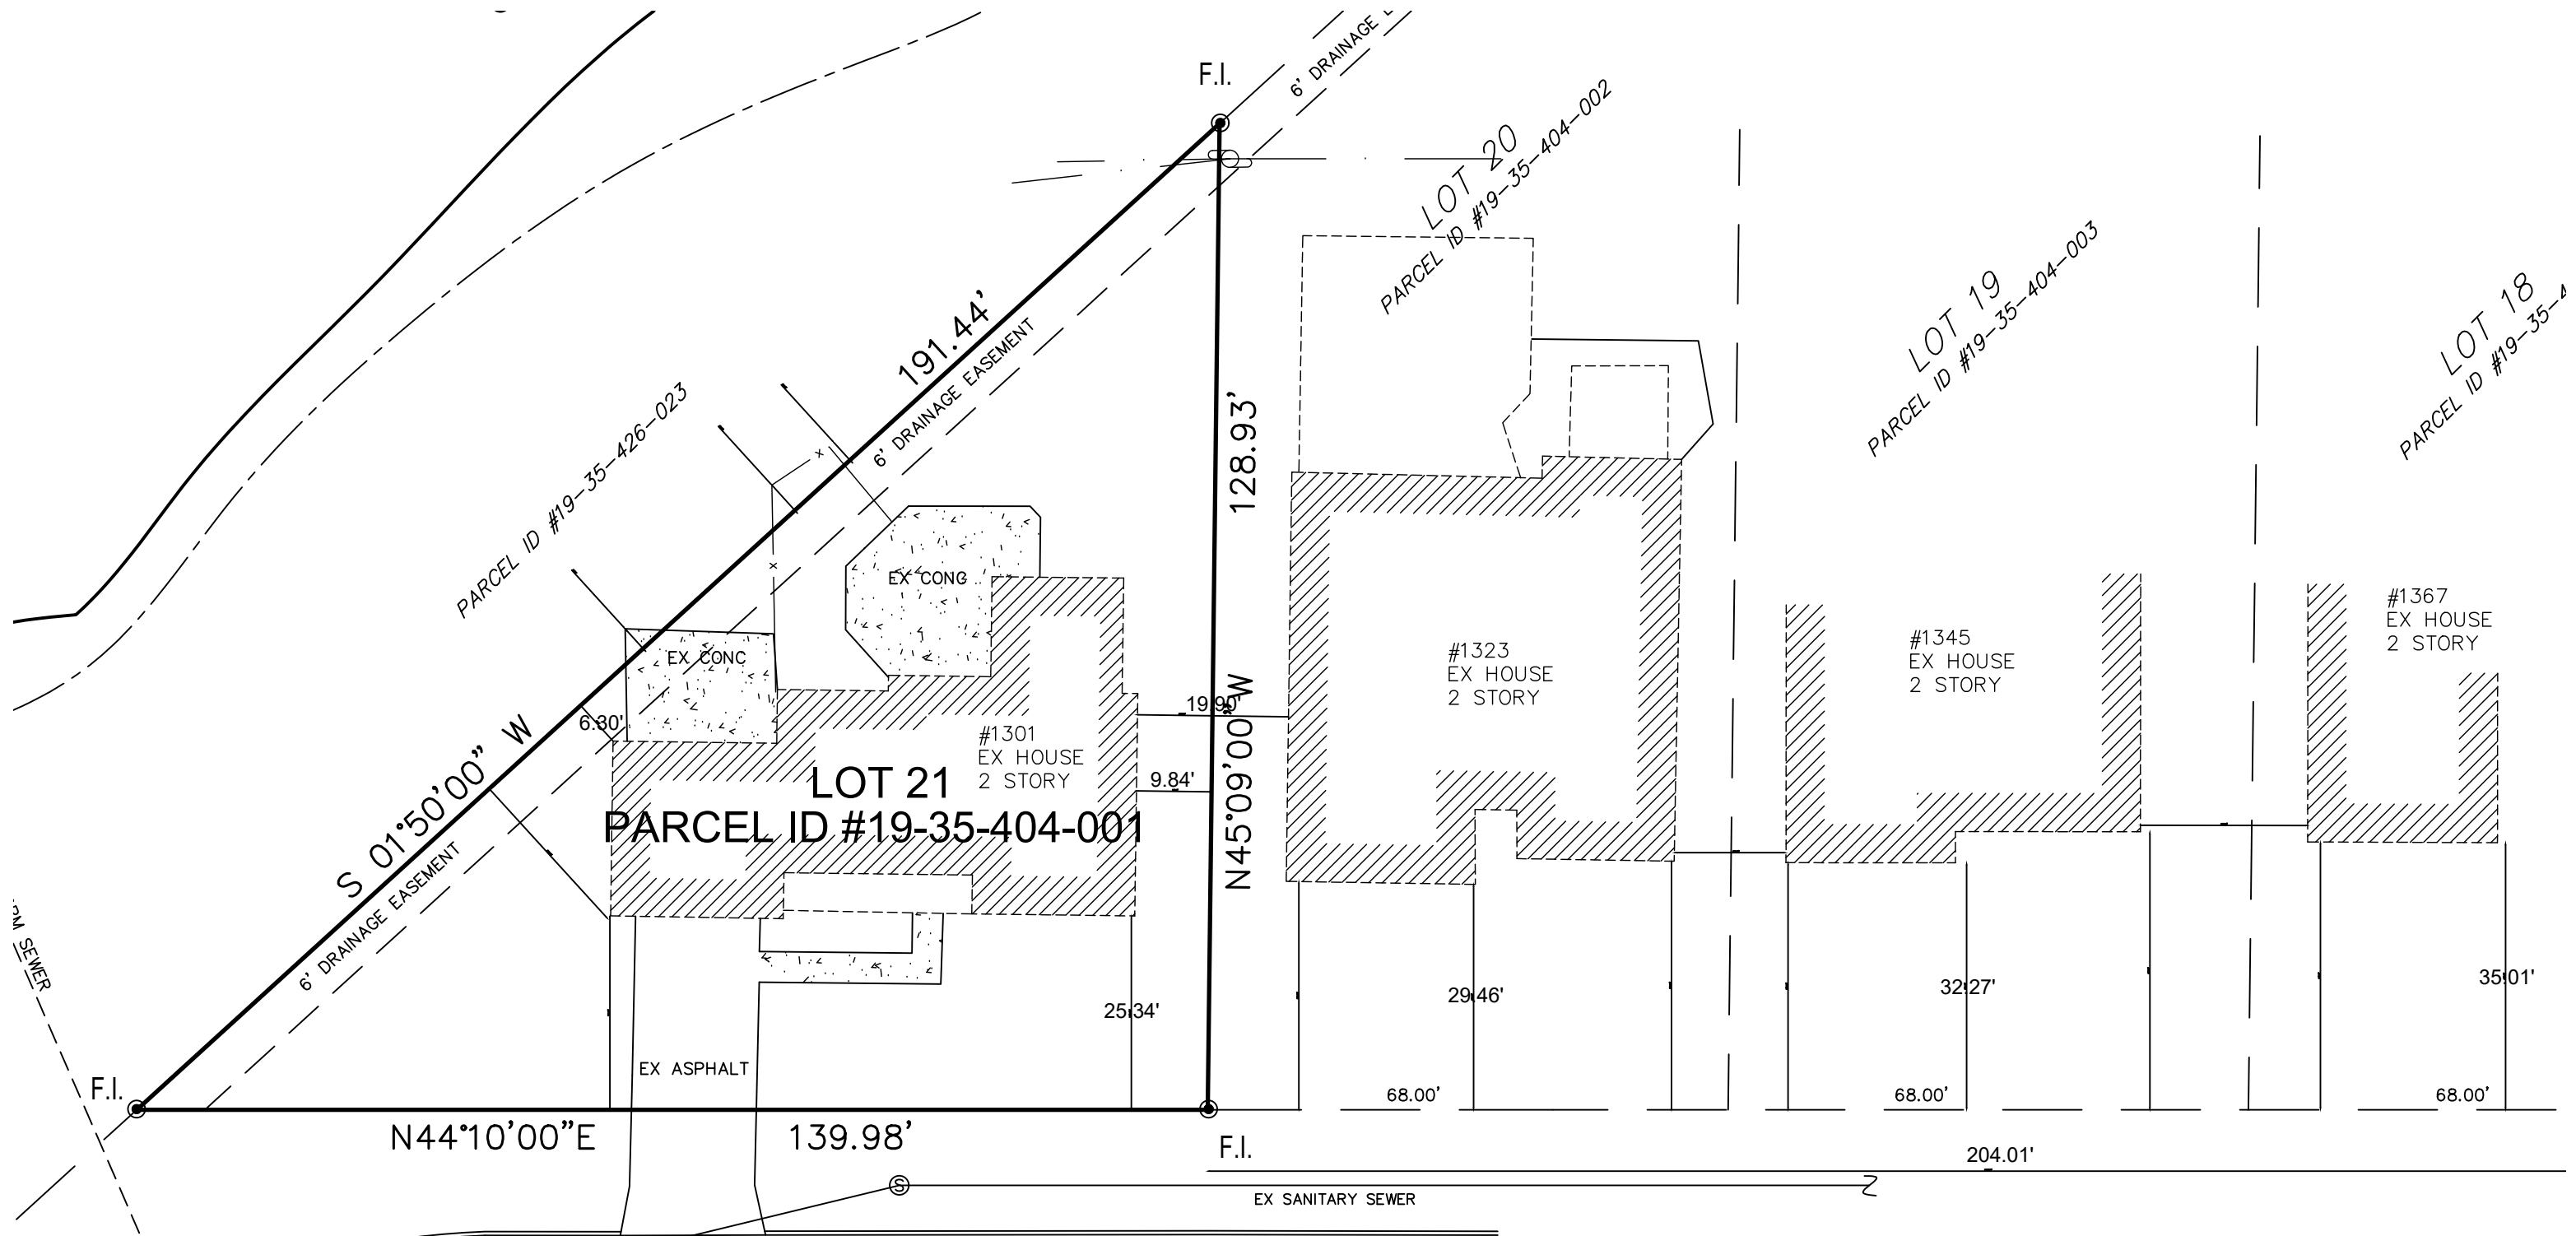 F.I.
6' DRAINAGE
LOT 20
PARCEL ID #19-35-404-002
LOT 19
PARCEL ID #19-35-404-003
LOT 18
PARCEL ID #19-35-4
191.44'
6' DRAINAGE EASEMENT
128.93'
PARCEL ID #19-35-426-023
EX CONC
EX CONC
6.30'
S 01°50'00" W
6' DRAINAGE EASEMENT
#1301
EX HOUSE
2 STORY
LOT 21
PARCEL ID #19-35-404-001
19.90'
9.84'
N45°09'00"W
#1323
EX HOUSE
2 STORY
#1345
EX HOUSE
2 STORY
#1367
EX HOUSE
2 STORY
SEWER
25.34'
29.46'
32.27'
35.01'
EX ASPHALT
F.I.
68.00'
68.00'
68.00'
N44°10'00"E
139.98'
F.I.
204.01'
S
EX SANITARY SEWER